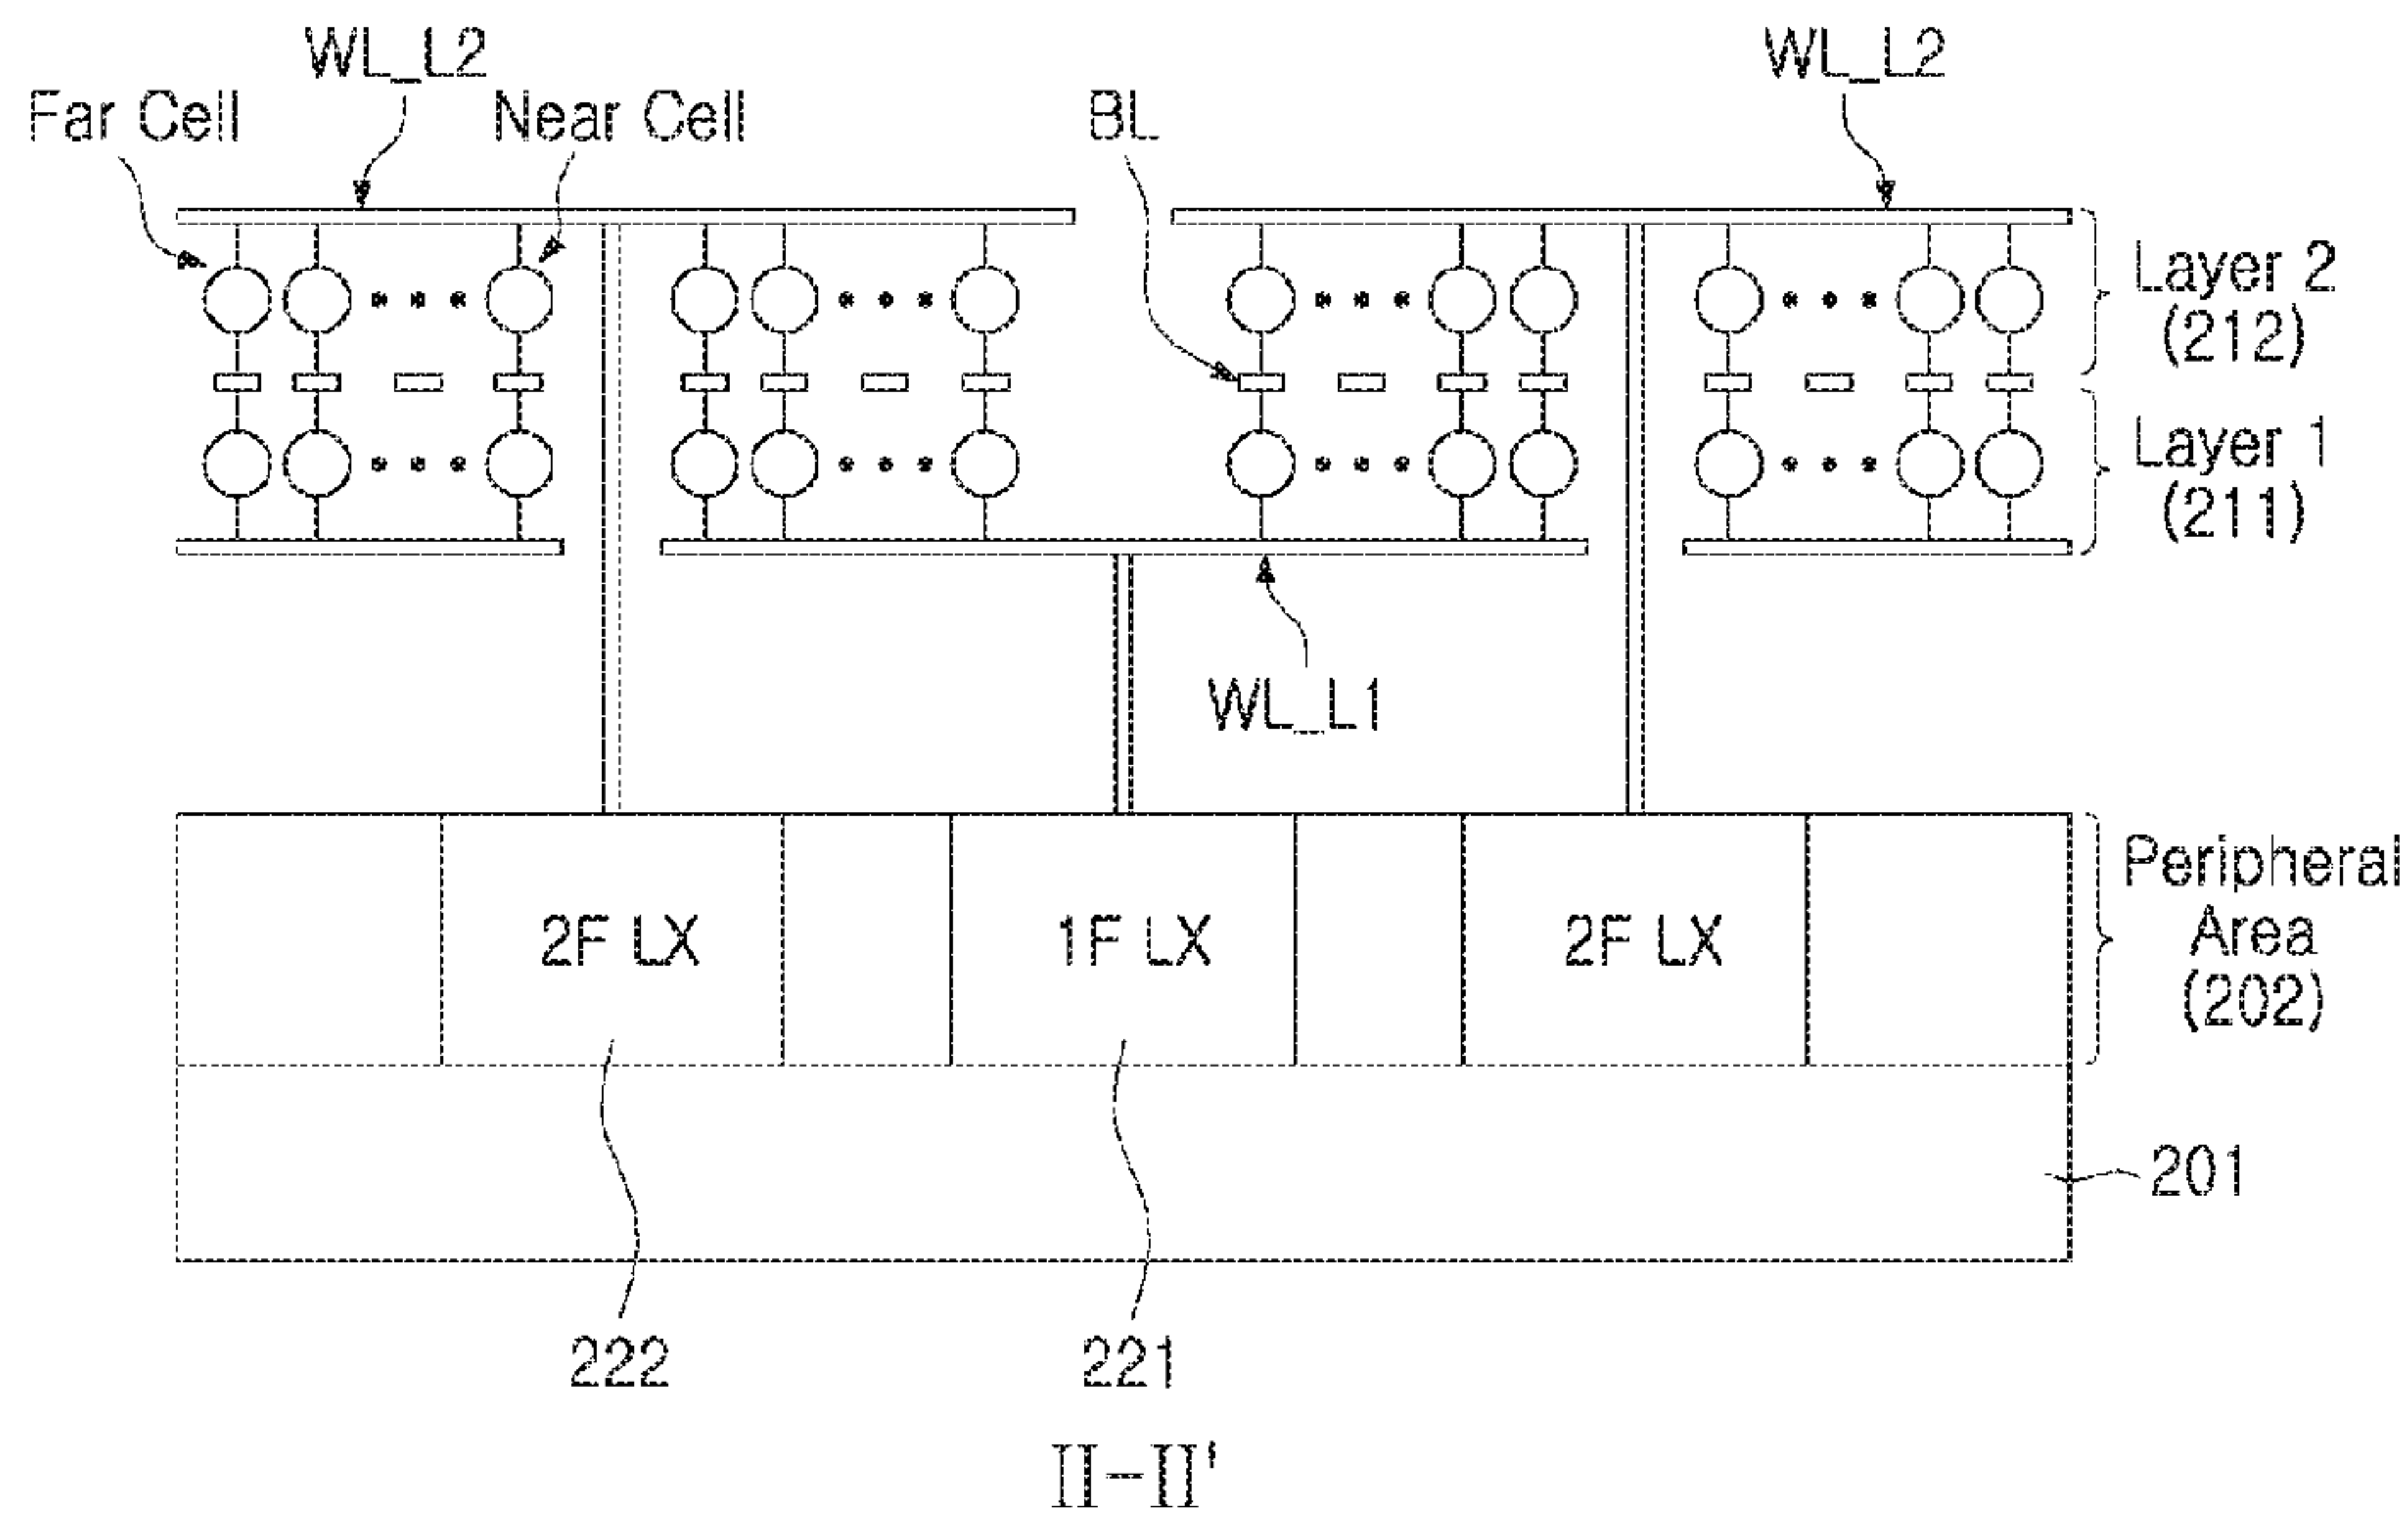 WL_L2
WL_L2
Far Cell
Near Cell
BL
Layer 2
(212)
Layer 1
(211)
WL_L1
Peripheral
Area
(202)
2F LX
1F LX
2F LX
201
222
221
II-II'